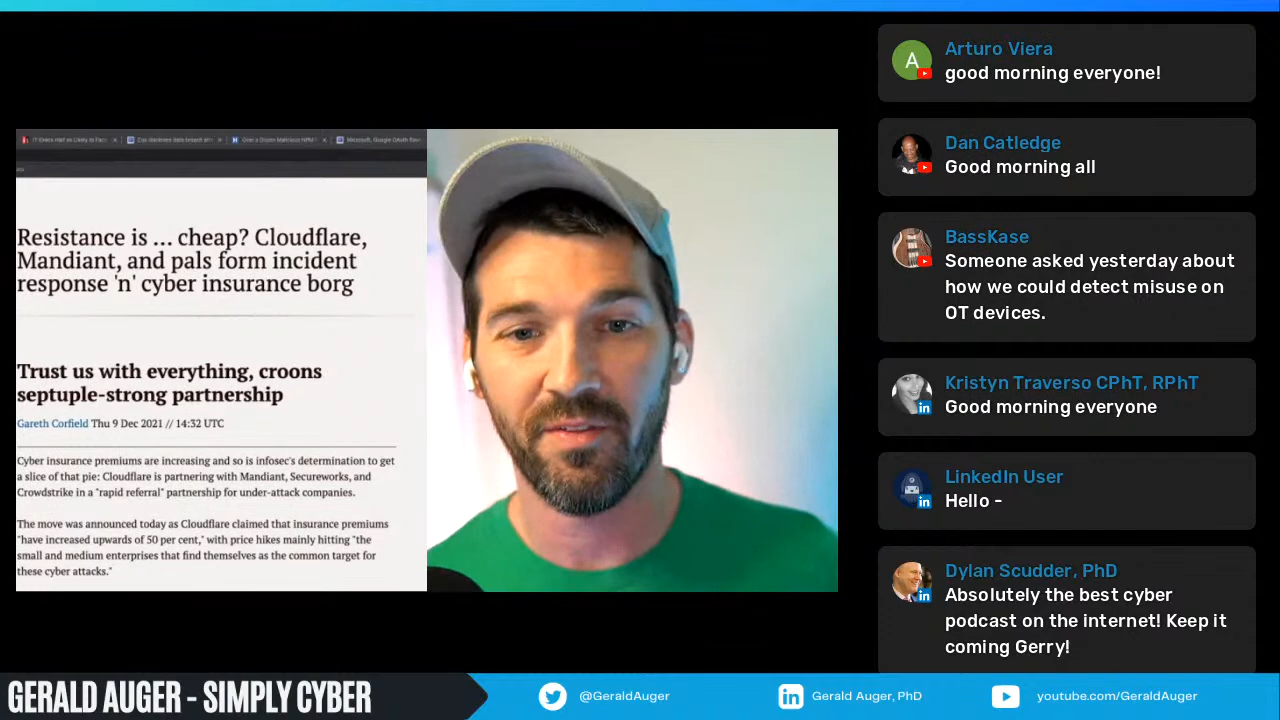 Resistance is ... cheap? Cloudflare,
Mandiant, and pals form incident
response 'n' cyber insurance borg
Trust us with everything, croons
septuple-strong partnership
Gareth Corfield Thu 9 Dec 2021 // 14:32 UTC
Cyber insurance premiums are increasing and so is infosec's determination to get
a slice of that pie: Cloudflare is partnering with Mandiant, Secureworks, and
Crowdstrike in a "rapid referral" partnership for under-attack companies.
The move was announced today as Cloudflare claimed that insurance premiums
"have increased upwards of 50 per cent," with price hikes mainly hitting "the
small and medium enterprises that find themselves as the common target for
these cyber attacks."
A
Arturo Viera
good morning everyone!
Dan Catledge
Good morning all
BassKase
Someone asked yesterday about
how we could detect misuse on
OT devices.
Kristyn Traverso CPhT, RPhT
Good morning everyone
LinkedIn User
Hello -
Dylan Scudder, PhD
Absolutely the best cyber
podcast on the internet! Keep it
coming Gerry!
GERALD AUGER - SIMPLY CYBER
@GeraldAuger
Gerald Auger, PhD
youtube.com/GeraldAuger